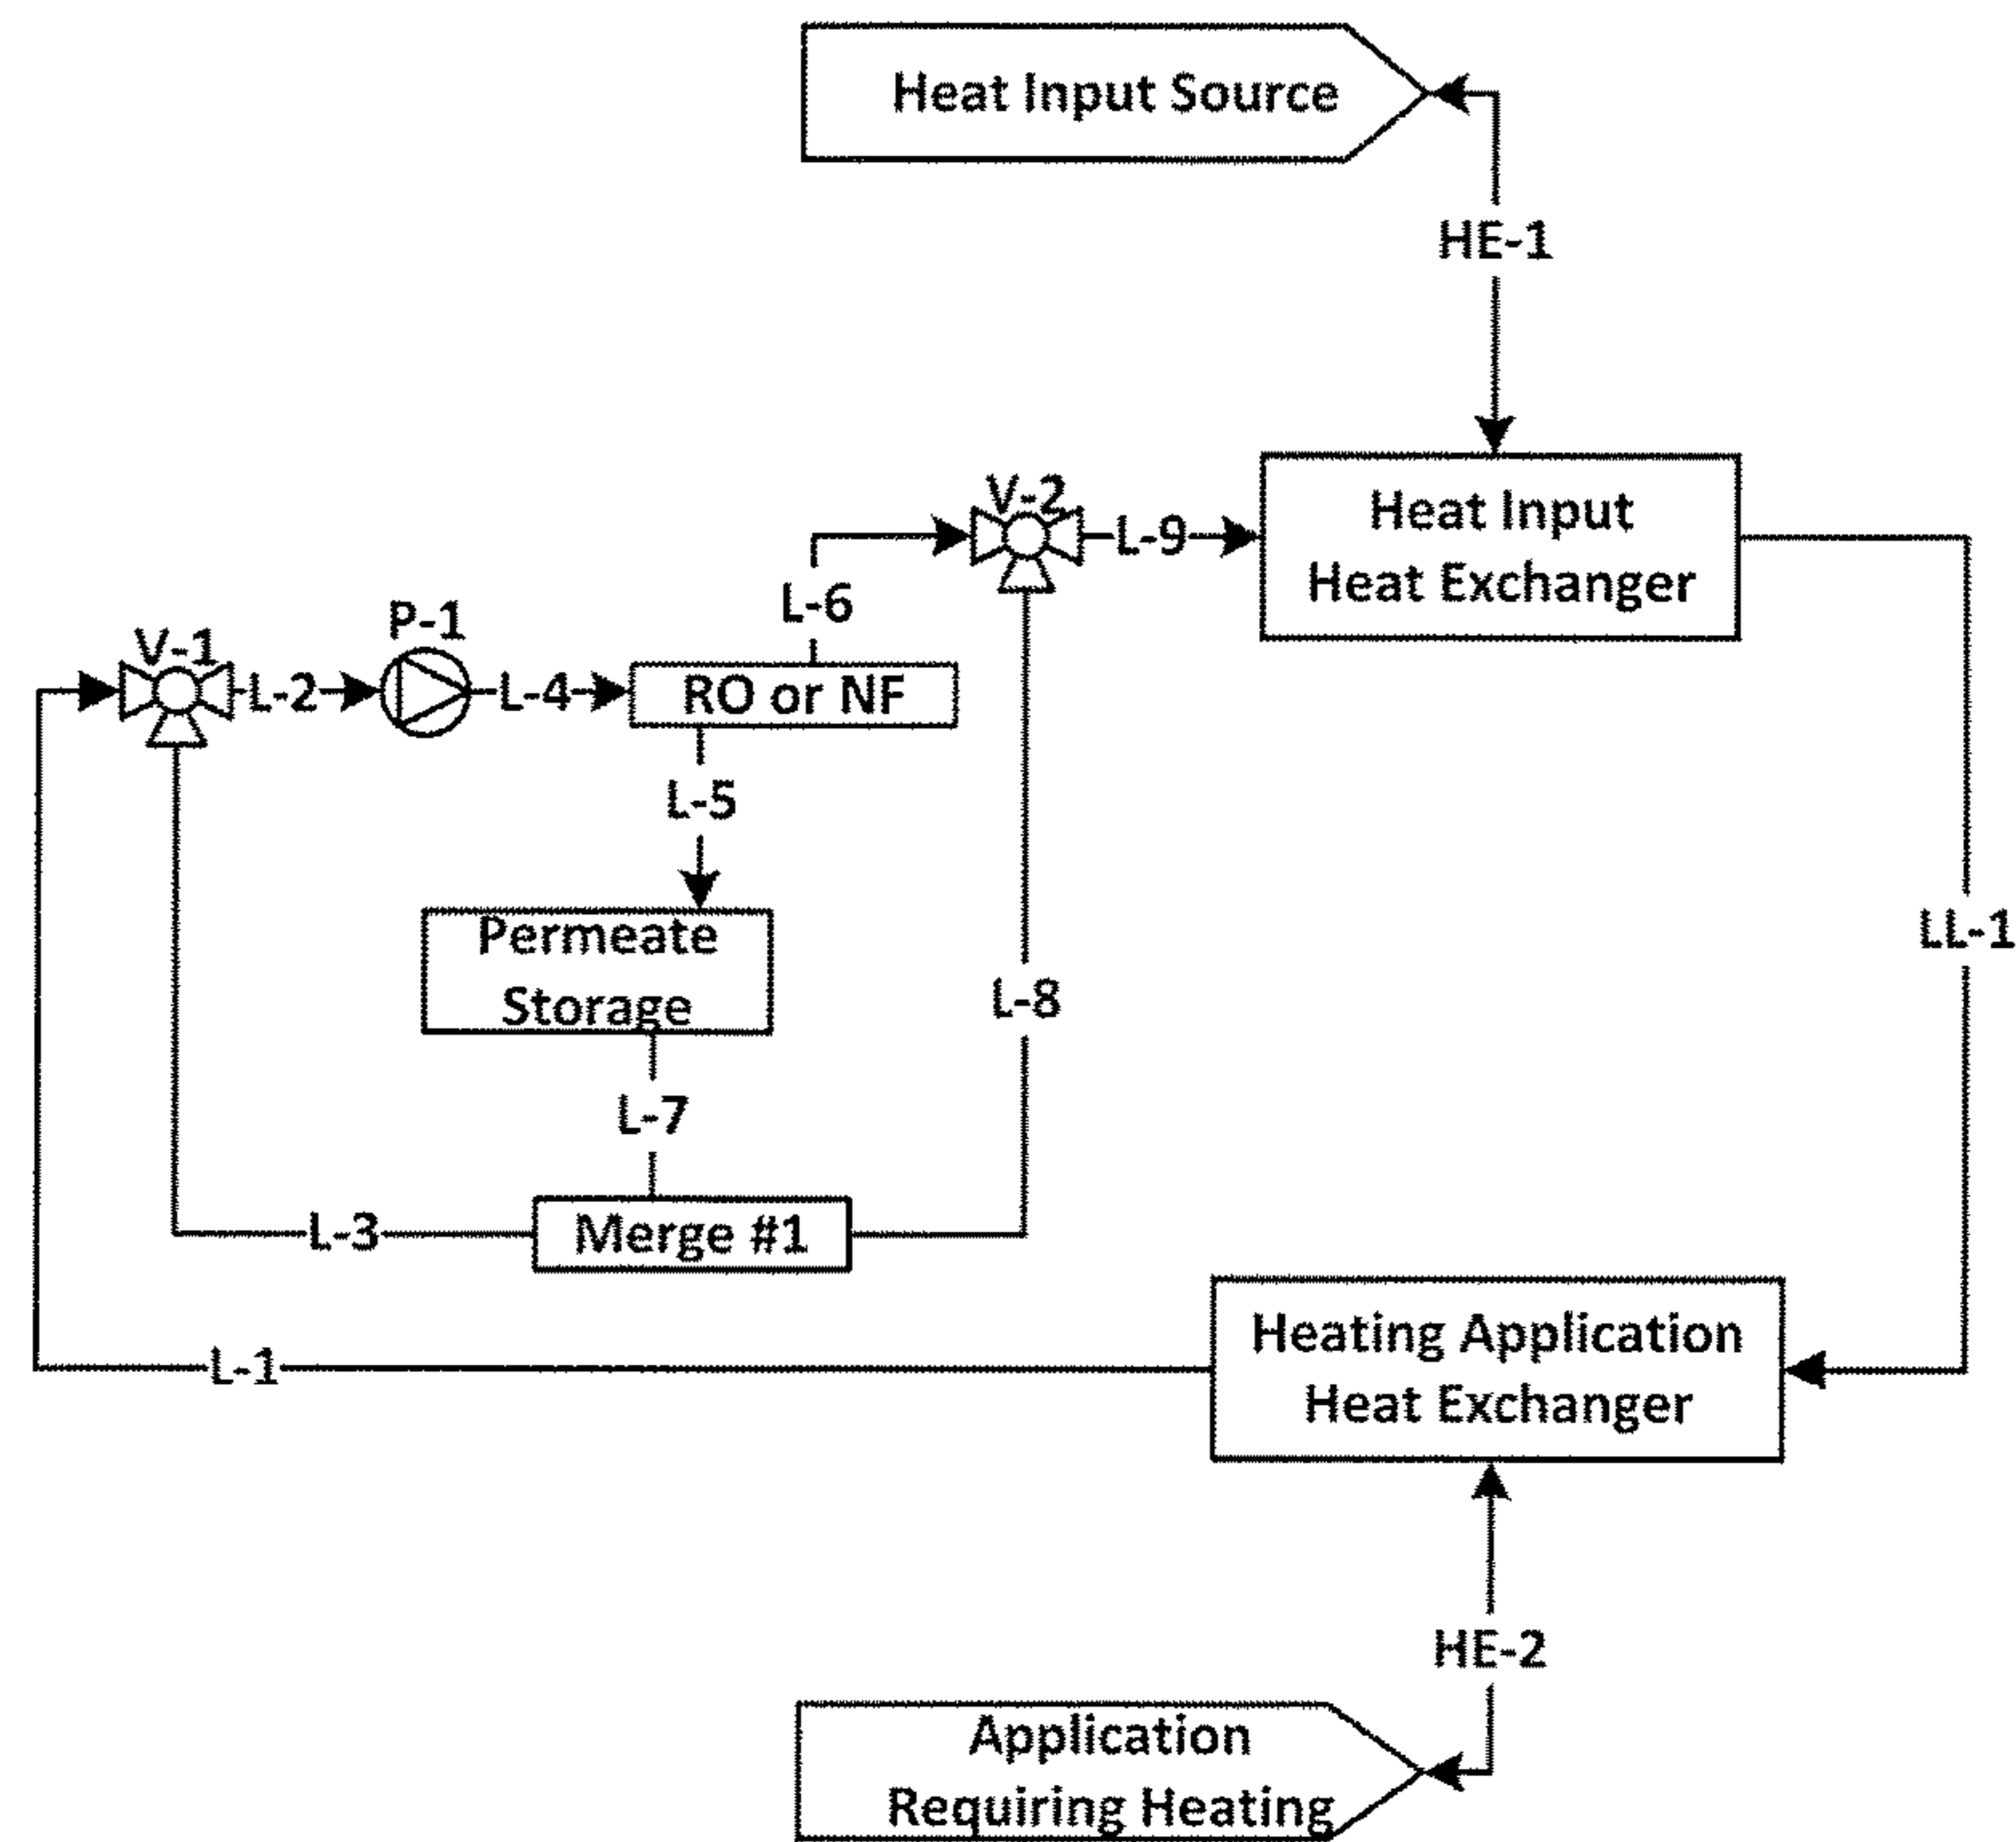 Heat Input Source
HE-1
V-2
L-9
Heat Input
Heat Exchanger
L-6
P-1
V-1
L-2
L-4
RO or NF
L-5
Permeate
Storage
LL-1
L-8
L-7
L-3
Merge #1
L-1
Heating Application
Heat Exchanger
HE-2
Application
Requiring Heating